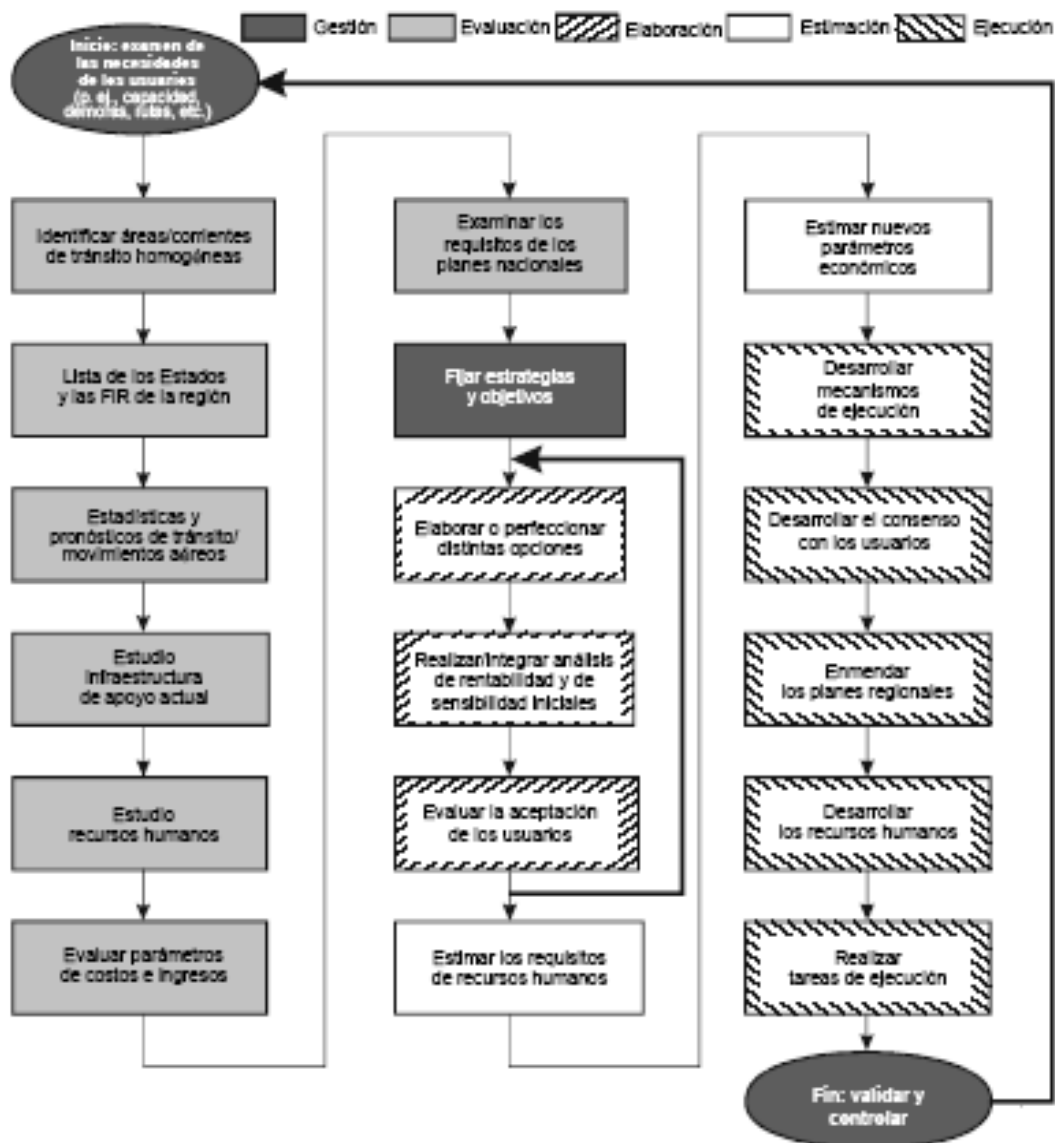 Gestión
Evaluación
Elaboración
Estimación
Ejecución
Inicio: examen de
las necesidades
de los usuarios
(p. ej., capacidad,
demoras, rutas, etc.)
Identificar áreas/corrientes
de tránsito homogéneas
Lista de los Estados
y las FIR de la región
Estadísticas y
pronósticos de tránsito/
movimientos aéreos
Estudio
infraestructura
de apoyo actual
Estudio
recursos humanos
Evaluar parámetros
de costos e ingresos
Examinar los
requisitos de los
planes nacionales
Fijar estrategias
y objetivos
Elaborar o perfeccionar
distintas opciones
Realizar/integrar análisis
de rentabilidad y de
sensibilidad iniciales
Evaluar la aceptación
de los usuarios
Estimar los requisitos
de recursos humanos
Estimar nuevos
parámetros
económicos
Desarrollar
mecanismos
de ejecución
Desarrollar el consenso
con los usuarios
Enmendar
los planes regionales
Desarrollar
los recursos humanos
Realizar
tareas de ejecución
Fin: validar y
controlar